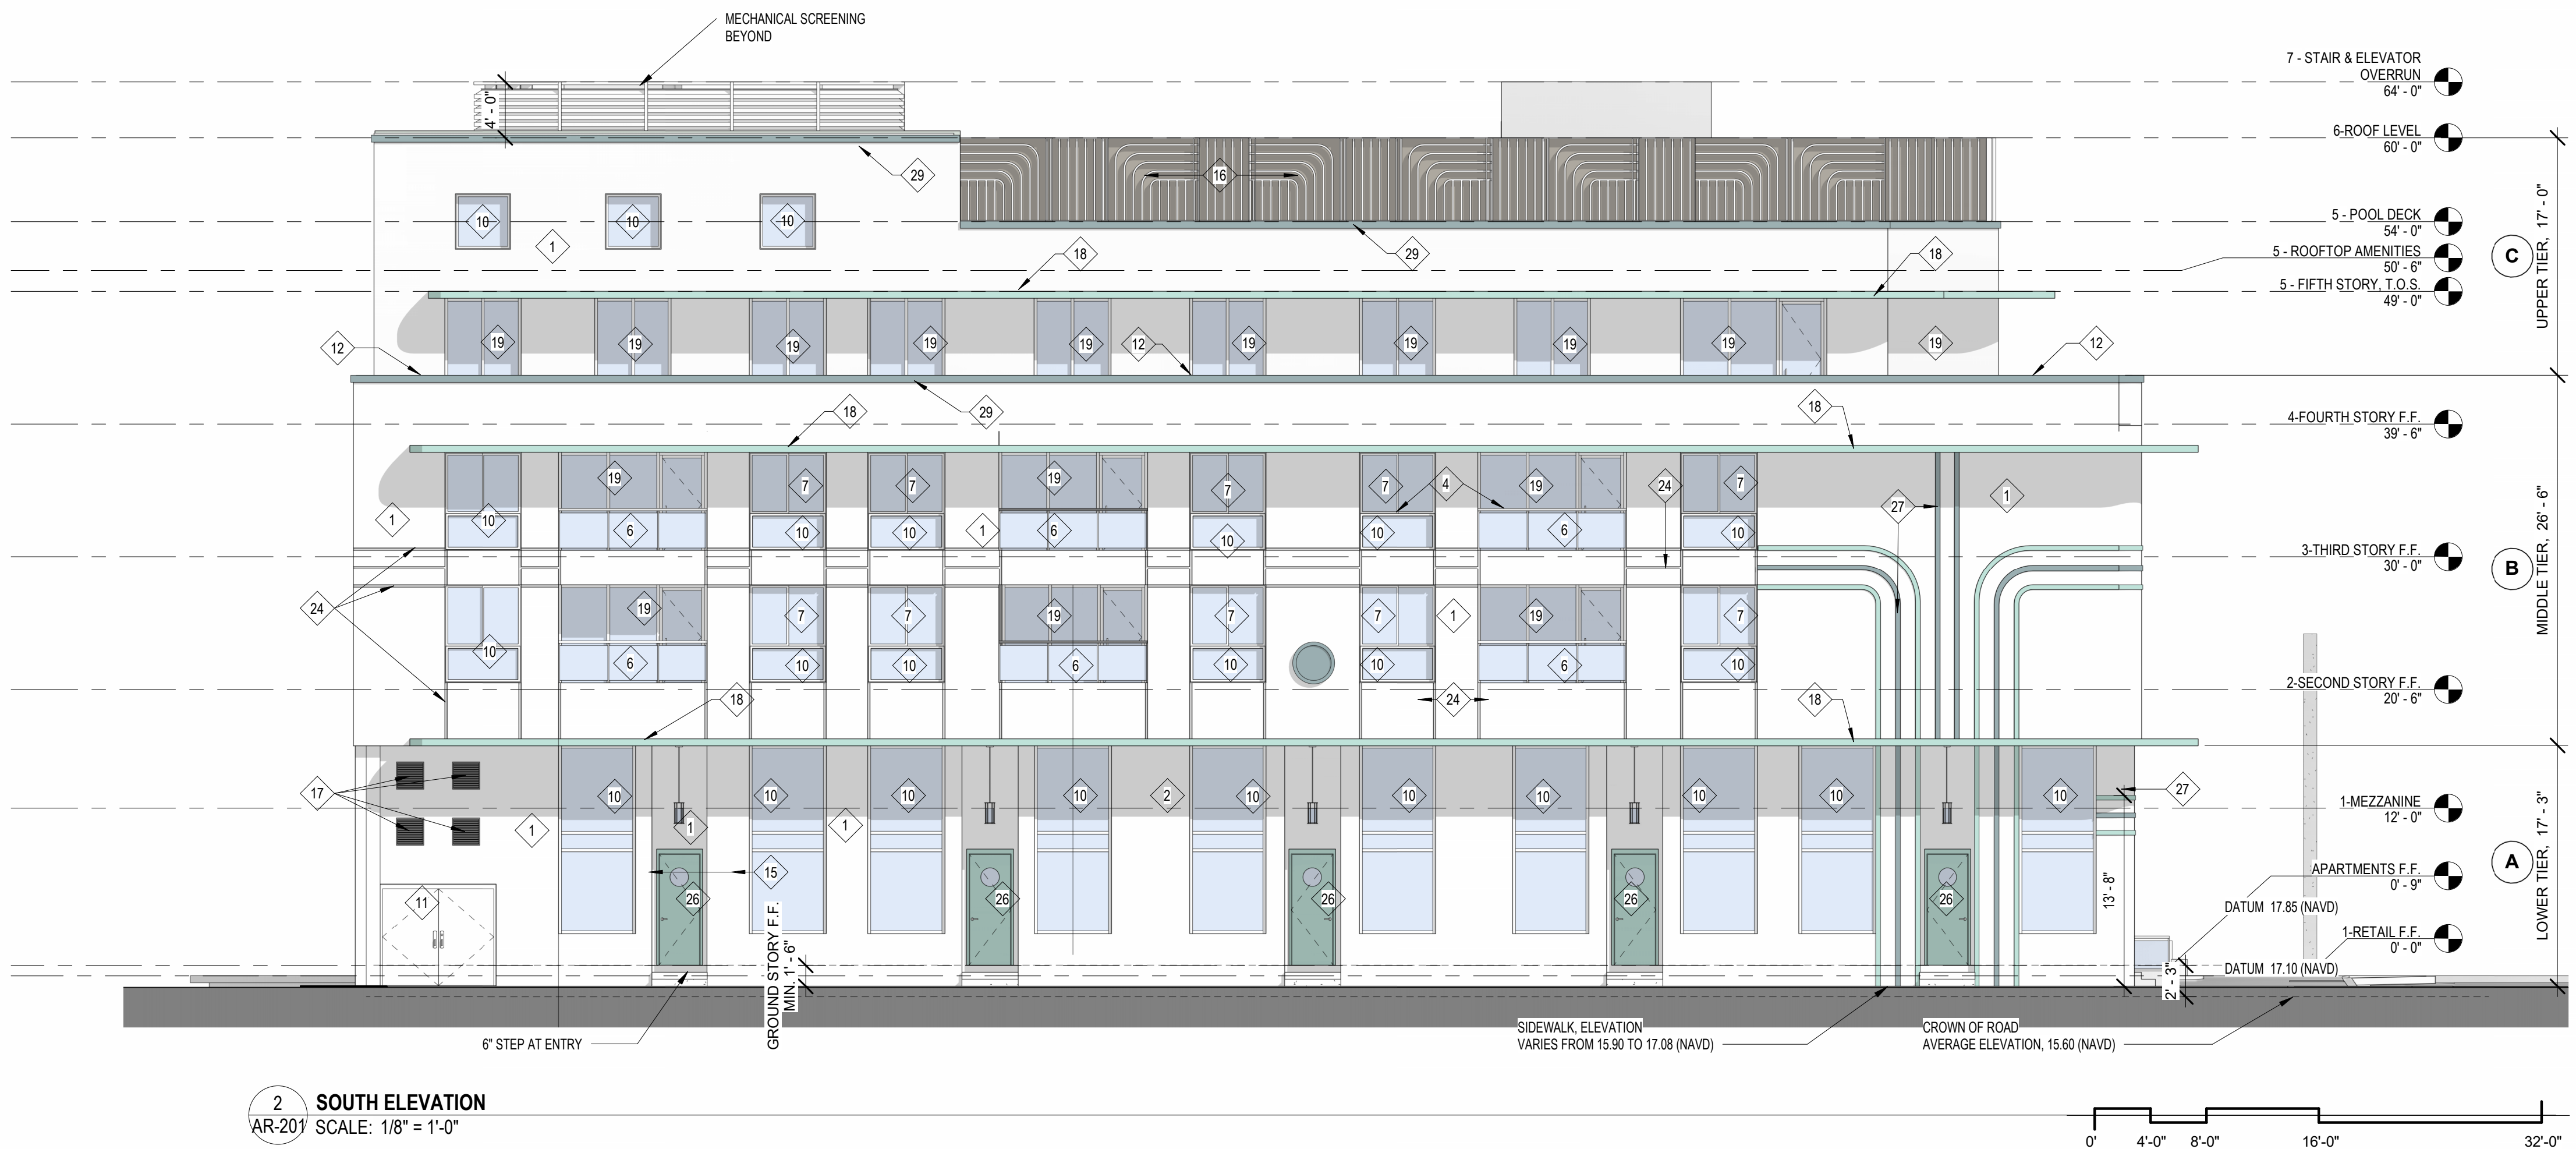 MECHANICAL SCREENING
BEYOND
7 - STAIR & ELEVATOR
OVERRUN
64' - 0"
4' - 0"
6-ROOF LEVEL
60' - 0"
29
16
10
10
10
1
5 - POOL DECK
54' - 0"
18
29
18
5 - ROOFTOP AMENITIES
50' - 6"
C
UPPER TIER, 17' - 0"
5 - FIFTH STORY, T.O.S.
49' - 0"
12
19
19
19
19
19
12
19
19
19
19
19
12
18
29
18
4-FOURTH STORY F.F.
39' - 6"
19
7
7
19
7
7
4
19
24
7
1
10
6
10
10
1
6
10
10
6
10
27
1
3-THIRD STORY F.F.
30' - 0"
B
MIDDLE TIER, 26' - 6"
24
19
7
7
19
7
7
1
19
7
10
6
10
10
6
10
10
6
10
18
24
18
2-SECOND STORY F.F.
20' - 6"
17
10
10
10
10
2
10
10
10
10
10
10
27
1-MEZZANINE
12' - 0"
1
1
1
15
11
26
26
26
26
26
13' - 8"
A
LOWER TIER, 17' - 3"
APARTMENTS F.F.
0' - 9"
DATUM 17.85 (NAVD)
1-RETAIL F.F.
0' - 0"
DATUM 17.10 (NAVD)
2' - 3"
GROUND STORY F.F.
MIN. 1' - 6"
6" STEP AT ENTRY
SIDEWALK, ELEVATION
VARIES FROM 15.90 TO 17.08 (NAVD)
CROWN OF ROAD
AVERAGE ELEVATION, 15.60 (NAVD)
2
AR-201
SOUTH ELEVATION
SCALE: 1/8" = 1'-0"
0' 4'-0" 8'-0" 16'-0" 32'-0"